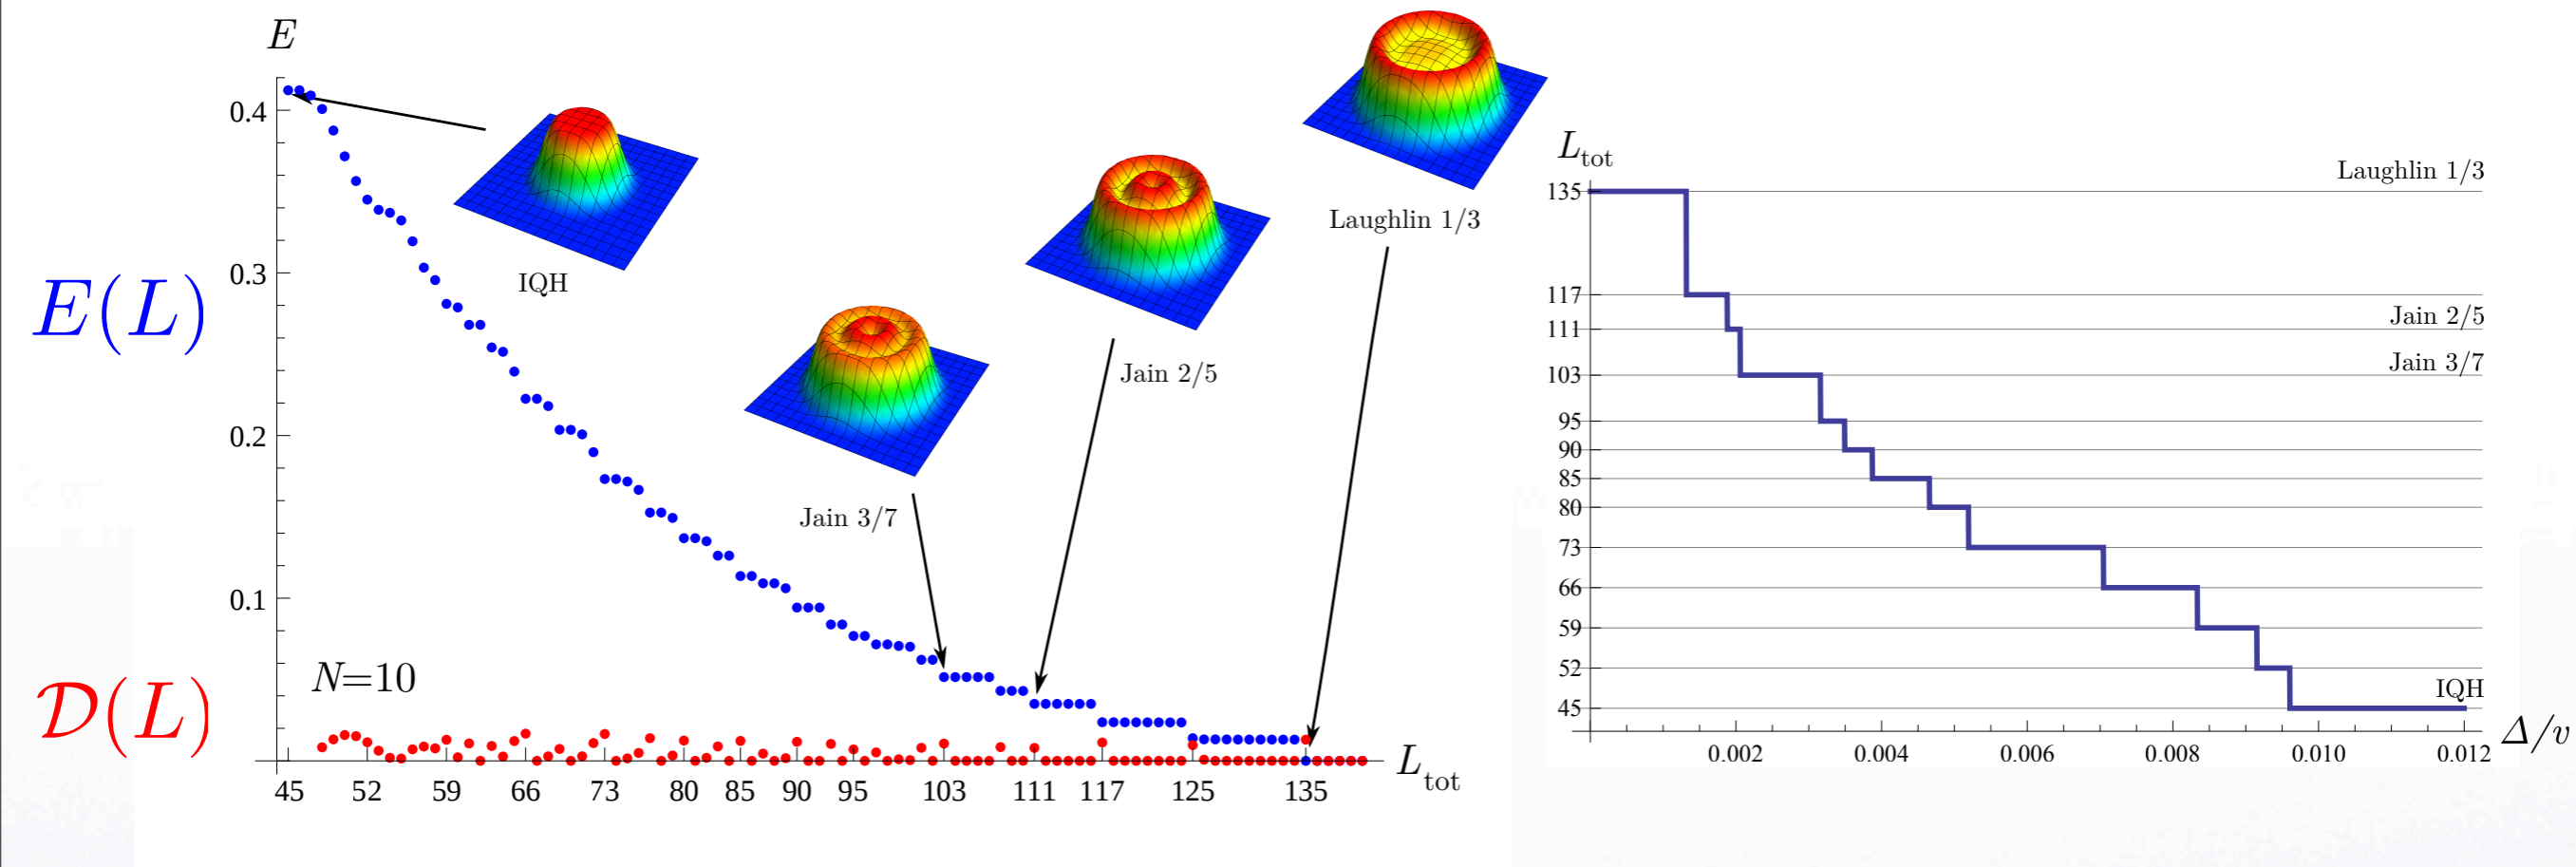 E
0.4
0.3
0.2
0.1
E(L)
D(L)
N=10
IQH
Jain 3/7
Jain 2/5
Laughlin 1/3
45 52 59 66 73 80 85 90 95 103 111 117 125 135
L_tot
L_tot
135
117
111
103
95
90
85
80
73
66
59
52
45
Laughlin 1/3
Jain 2/5
Jain 3/7
IQH
0.002 0.004 0.006 0.008 0.010 0.012
Δ/v